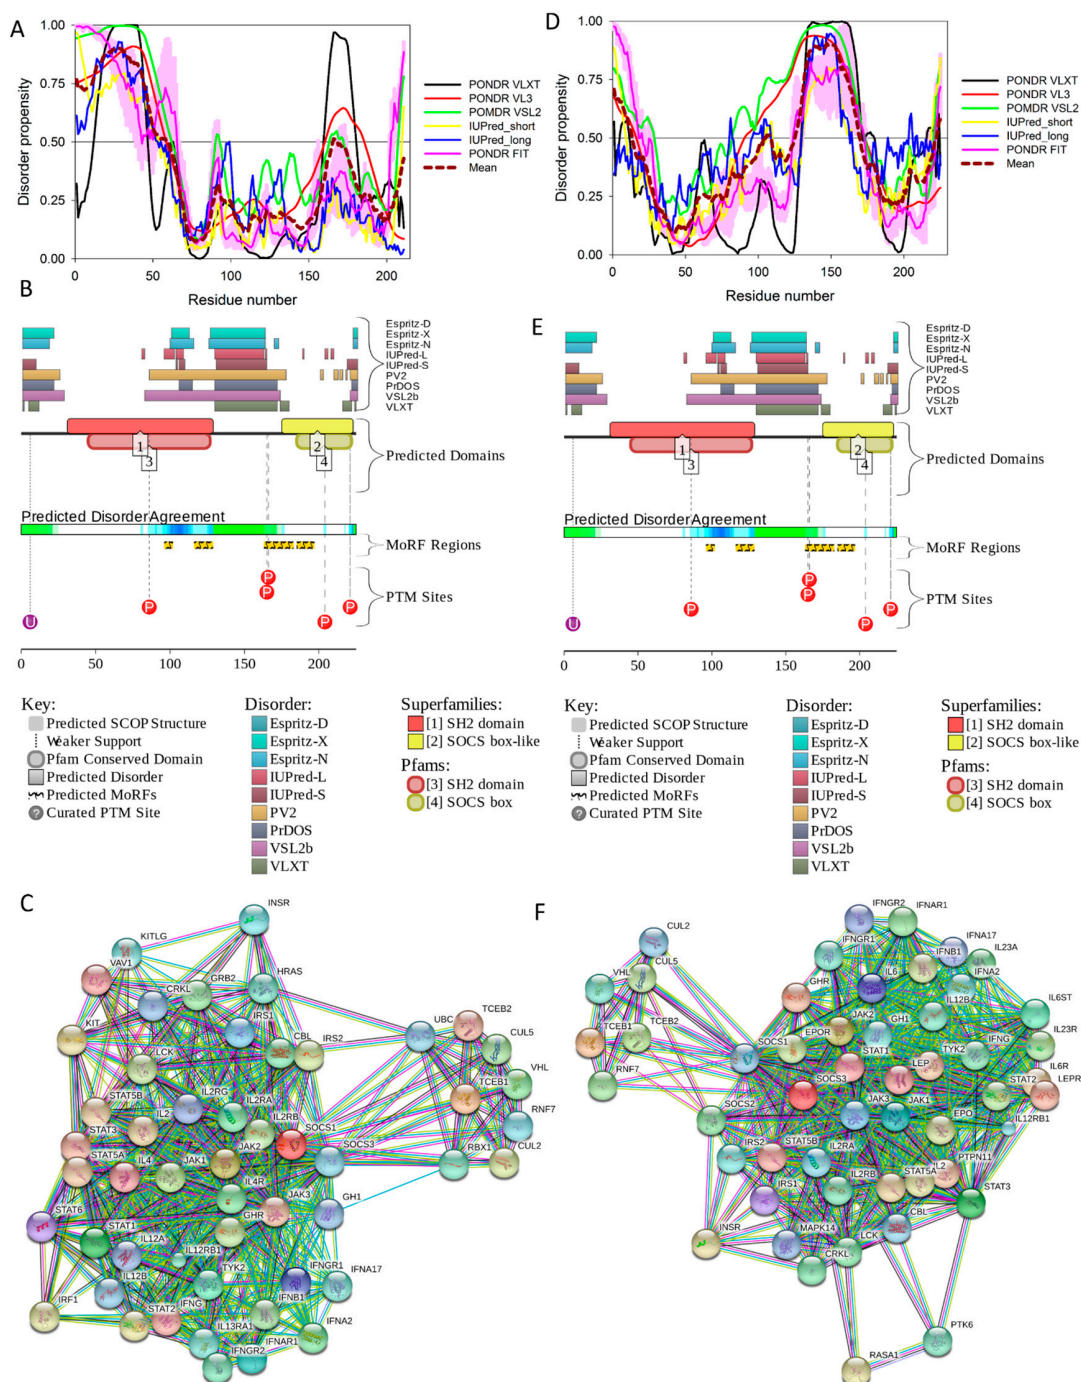 A
1.00
0.75
0.50
0.25
0.00
Disorder propensity
0
50
100
150
200
Residue number
PONDR VLXT
PONDR VL3
POMDR VSL2
IUPred_short
IUPred_long
PONDR FIT
Mean
D
1.00
0.75
0.50
0.25
0.00
Disorder propensity
0
50
100
150
200
Residue number
PONDR VLXT
PONDR VL3
POMDR VSL2
IUPred_short
IUPred_long
PONDR FIT
Mean
B
Espritz-D
Espritz-X
Espritz-N
IUPred-L
IUPred-S
PV2
PrDOS
VSL2b
VLXT
1
3
2
4
Predicted Domains
Predicted Disorder Agreement
MoRF Regions
P
P
P
P
P
U
PTM Sites
0
50
100
150
200
Key:
Predicted SCOP Structure
Weaker Support
Pfam Conserved Domain
Predicted Disorder
Predicted MoRFs
? Curated PTM Site
Disorder:
Espritz-D
Espritz-X
Espritz-N
IUPred-L
IUPred-S
PV2
PrDOS
VSL2b
VLXT
Superfamilies:
[1] SH2 domain
[2] SOCS box-like
Pfams:
[3] SH2 domain
[4] SOCS box
E
Espritz-D
Espritz-X
Espritz-N
IUPred-L
IUPred-S
PV2
PrDOS
VSL2b
VLXT
1
3
2
4
Predicted Domains
Predicted Disorder Agreement
MoRF Regions
P
P
P
P
P
U
PTM Sites
0
50
100
150
200
Key:
Predicted SCOP Structure
Weaker Support
Pfam Conserved Domain
Predicted Disorder
Predicted MoRFs
? Curated PTM Site
Disorder:
Espritz-D
Espritz-X
Espritz-N
IUPred-L
IUPred-S
PV2
PrDOS
VSL2b
VLXT
Superfamilies:
[1] SH2 domain
[2] SOCS box-like
Pfams:
[3] SH2 domain
[4] SOCS box
C
INSR
KITLG
VAV1
GRB2
HRAS
CRKL
IRS1
KIT
CBL
IRS2
UBC
TCEB2
CUL5
VHL
TCEB1
RNF7
CUL2
RBX1
LCK
IL2RG
IL2RA
STAT5B
IL2
IL2RB
SOCS1
STAT3
JAK2
SOCS3
STAT5A
IL4
JAK1
IL4R
JAK3
GH1
STAT6
GHR
STAT1
IL12A
IL12RB1
TYK2
IFNGR1
IFNA17
IL12B
IFNG
IFNB1
IRF1
STAT2
IL13RA1
IFNAR1
IFNA2
IFNGR2
F
IFNGR2
IFNAR1
CUL2
IFNGR1
IFNA17
IFNB1
IL23A
CUL5
VHL
GHR
IL6
IFNA2
IL12B
IL6ST
TCEB1
TCEB2
JAK2
GH1
EPOR
IL23R
IFNG
SOCS1
STAT1
TYK2
RNF7
LEP
IL6R
LEPR
SOCS3
STAT2
SOCS2
JAK3
JAK1
EPO
IL12RB1
IRS2
STAT5B
IL2RA
PTPN11
IL2RB
STAT5A
IL2
IRS1
STAT3
INSR
CBL
MAPK14
LCK
CRKL
PTK6
RASA1